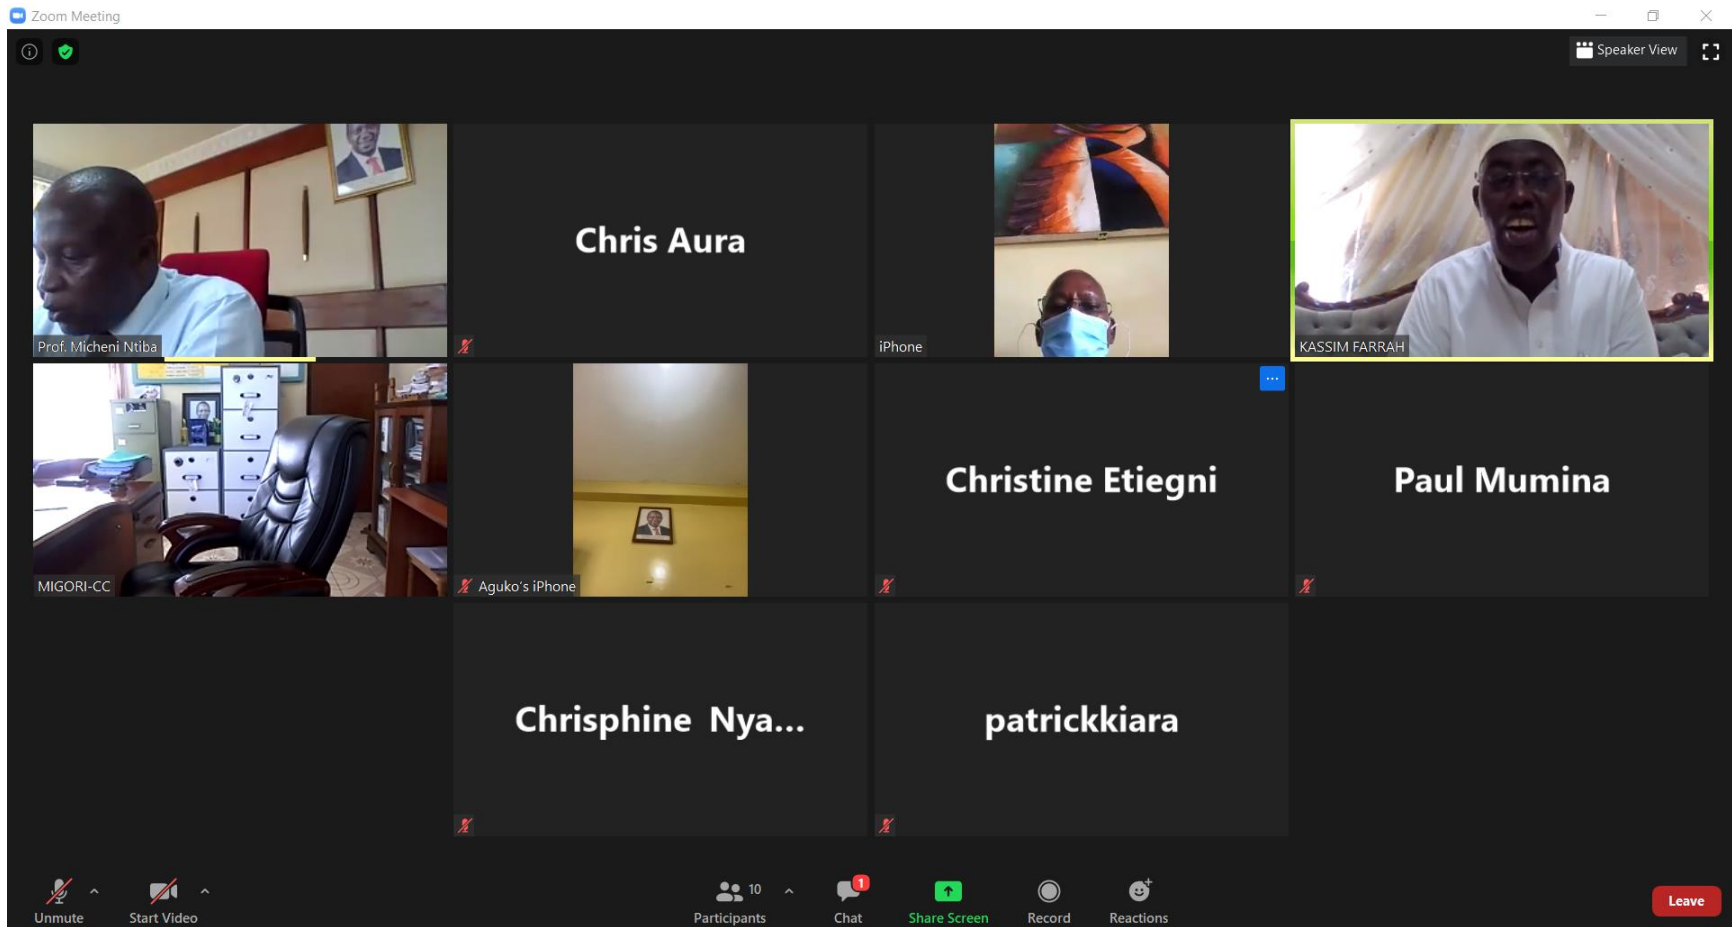 Zoom Meeting
Speaker View
Prof. Micheni Ntiba
Chris Aura
iPhone
KASSIM FARRAH
MIGORI-CC
Aguko's iPhone
Christine Etiegni
Paul Mumina
Chrisphine Nya...
patrickkiara
Unmute
Start Video
10
Participants
1
Chat
Share Screen
Record
Reactions
Leave